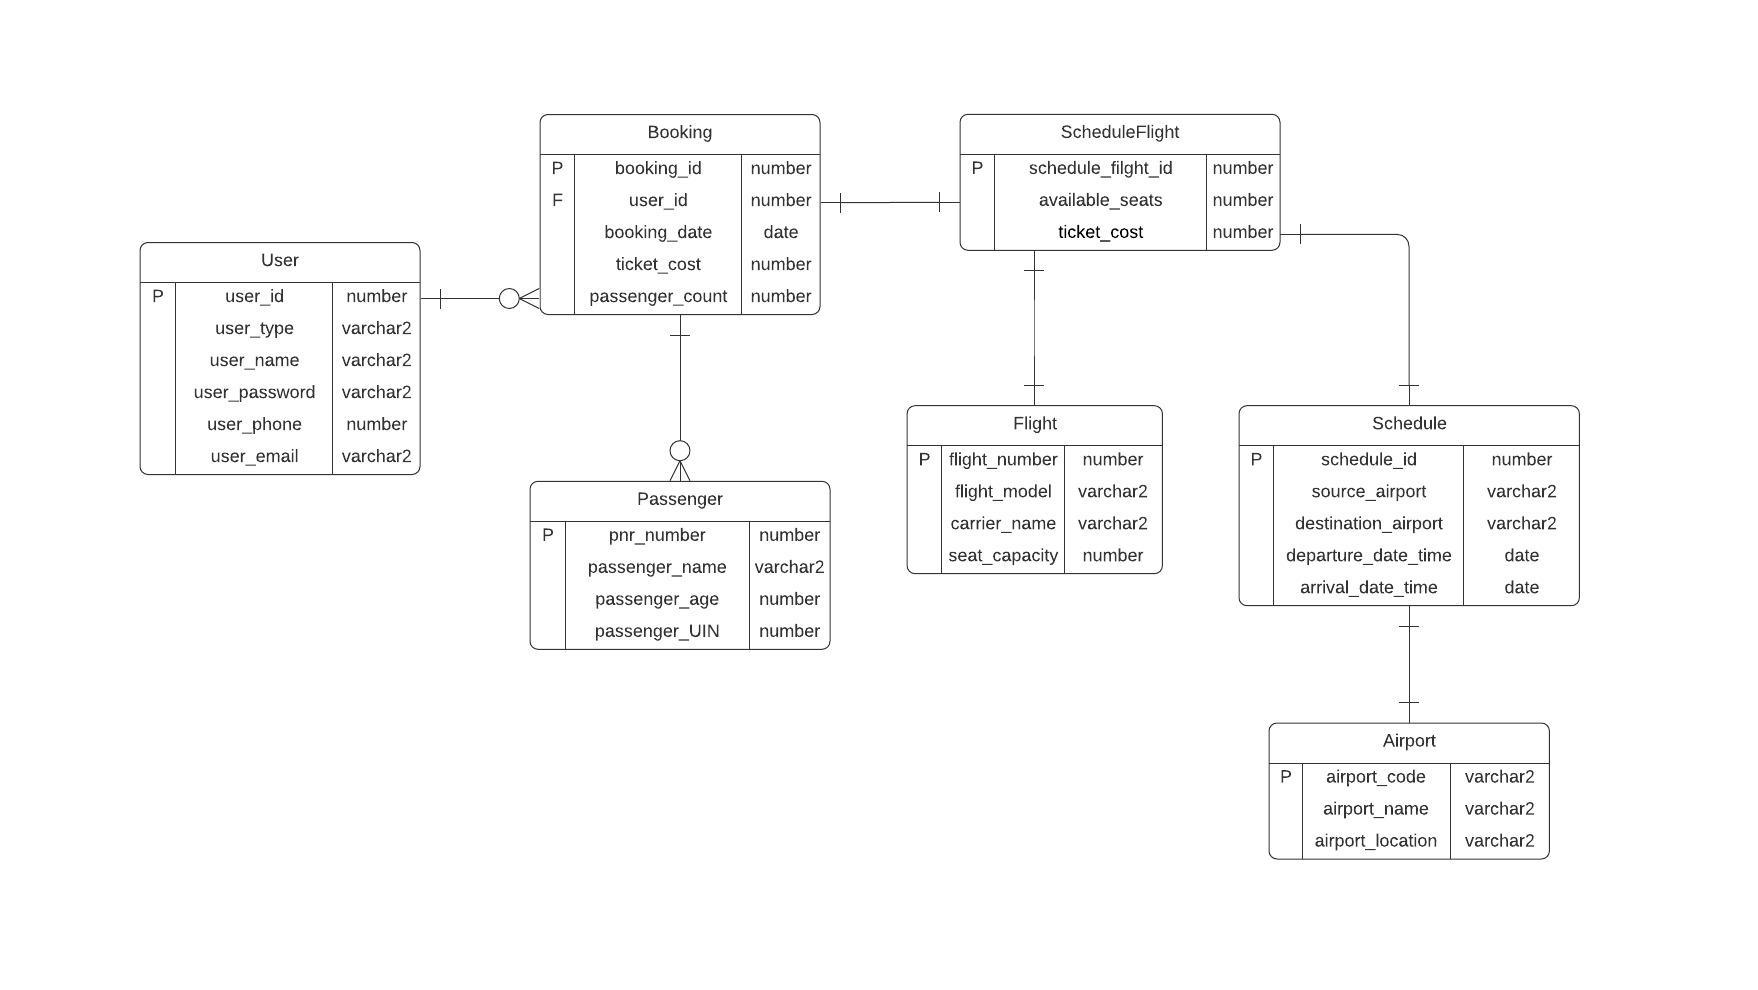 Booking
P booking_id number
F user_id number
booking_date date
ticket_cost number
passenger_count number
ScheduleFlight
P schedule_filght_id number
available_seats number
ticket_cost number
User
P user_id number
user_type varchar2
user_name varchar2
user_password varchar2
user_phone number
user_email varchar2
Flight
P flight_number number
flight_model varchar2
carrier_name varchar2
seat_capacity number
Schedule
P schedule_id number
source_airport varchar2
destination_airport varchar2
departure_date_time date
arrival_date_time date
Passenger
P pnr_number number
passenger_name varchar2
passenger_age number
passenger_UIN number
Airport
P airport_code varchar2
airport_name varchar2
airport_location varchar2